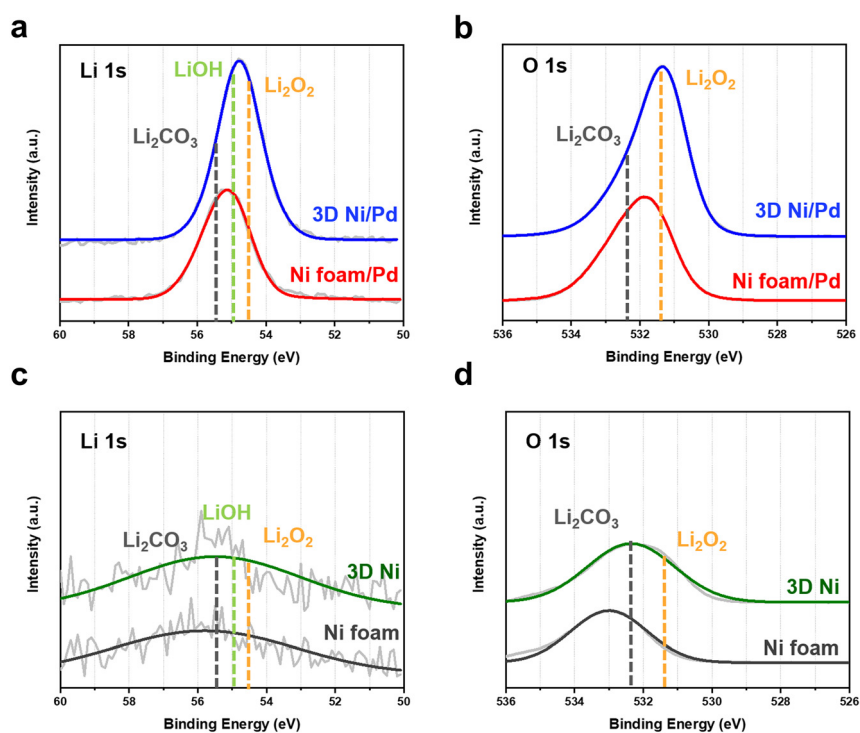 a
Li 1s
LiOH
Li₂O₂
Li₂CO₃
3D Ni/Pd
Ni foam/Pd
Intensity (a.u.)
60 58 56 54 52 50
Binding Energy (eV)
b
O 1s
Li₂O₂
Li₂CO₃
3D Ni/Pd
Ni foam/Pd
Intensity (a.u.)
536 534 532 530 528 526
Binding Energy (eV)
c
Li 1s
LiOH
Li₂CO₃
Li₂O₂
3D Ni
Ni foam
Intensity (a.u.)
60 58 56 54 52 50
Binding Energy (eV)
d
O 1s
Li₂CO₃
Li₂O₂
3D Ni
Ni foam
Intensity (a.u.)
536 534 532 530 528 526
Binding Energy (eV)